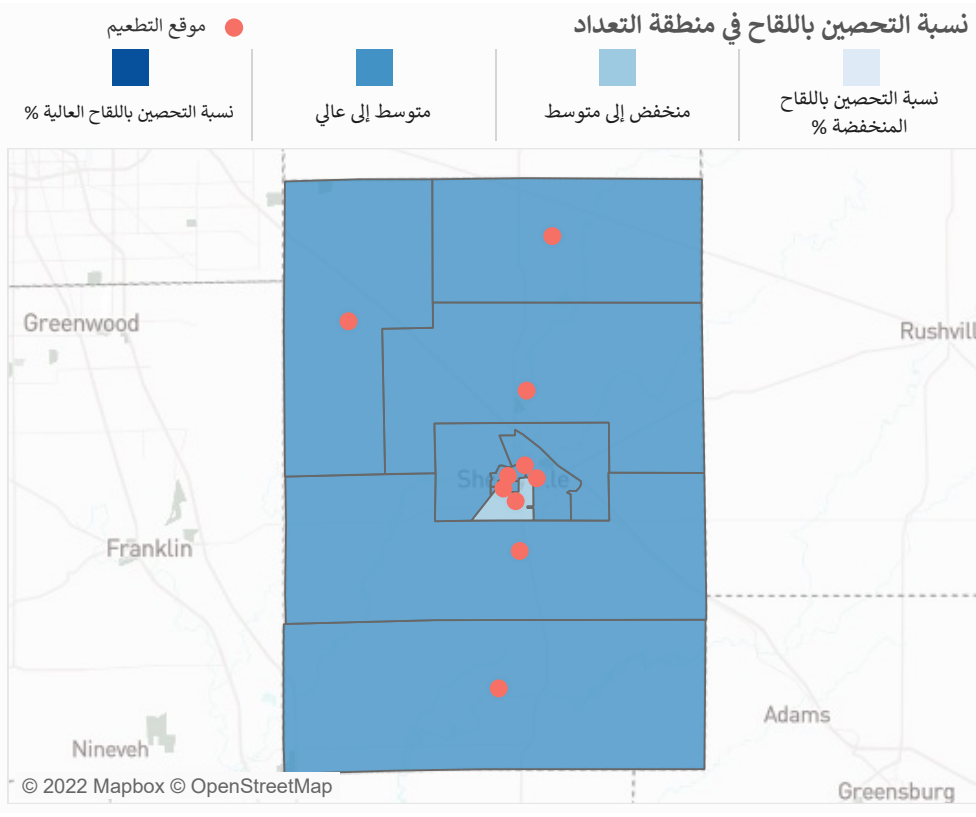 نسبة التحصين باللقاح في منطقة التعداد
موقع التطعيم
نسبة التحصين باللقاح
المنخفضة %
منخفض إلى متوسط
متوسط إلى عالي
نسبة التحصين باللقاح العالية %
Greenwood
Rushvill
Franklin
Adams
Nineveh
Greensburg
© 2022 Mapbox © OpenStreetMap